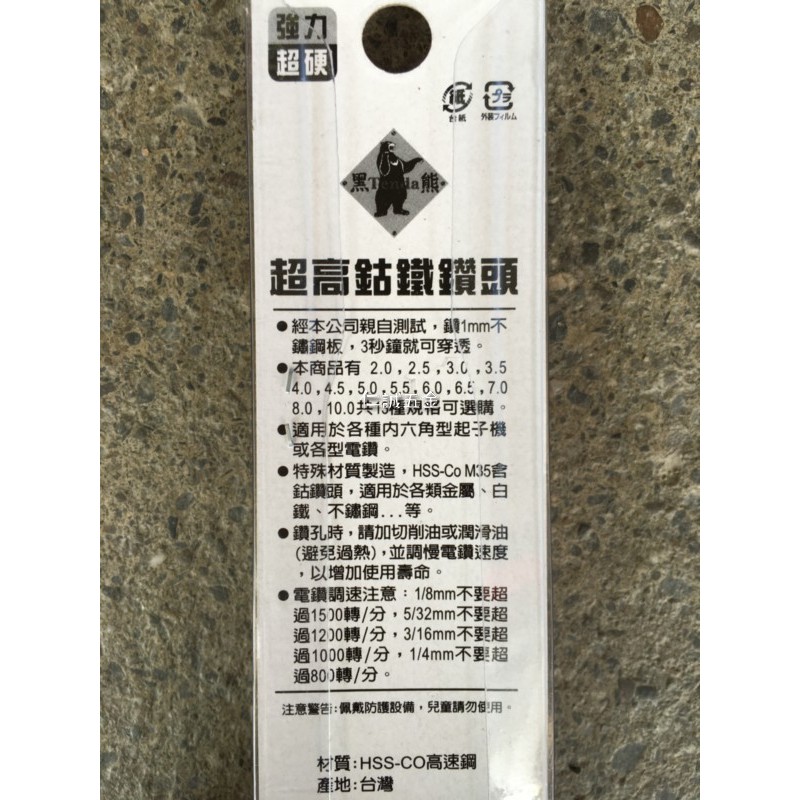 強力
超硬
紙
台紙
プラ
外装フィルム
黑Tenda熊
超高鈷鐵鑽頭
●經本公司親自測試，鑽1mm不
鏽鋼板，3秒鐘就可穿透。
●本商品有 2.0，2.5，3.0，3.5
4.0，4.5，5.0，5.5，6.0，6.5，7.0
8.0，10.0共13種規格可選購。
三誠五金
●適用於各種內六角型起子機
或各型電鑽。
●特殊材質製造，HSS-Co M35含
鈷鑽頭，適用於各類金屬、白
鐵、不鏽鋼...等。
●鑽孔時，請加切削油或潤滑油
(避免過熱)，並調慢電鑽速度
，以增加使用壽命。
●電鑽調速注意：1/8mm不要超
過1500轉/分，5/32mm不要超
過1200轉/分，3/16mm不要超
過1000轉/分，1/4mm不要超
過800轉/分。
注意警告:佩戴防護設備，兒童請勿使用。
材質:HSS-CO高速鋼
產地:台灣